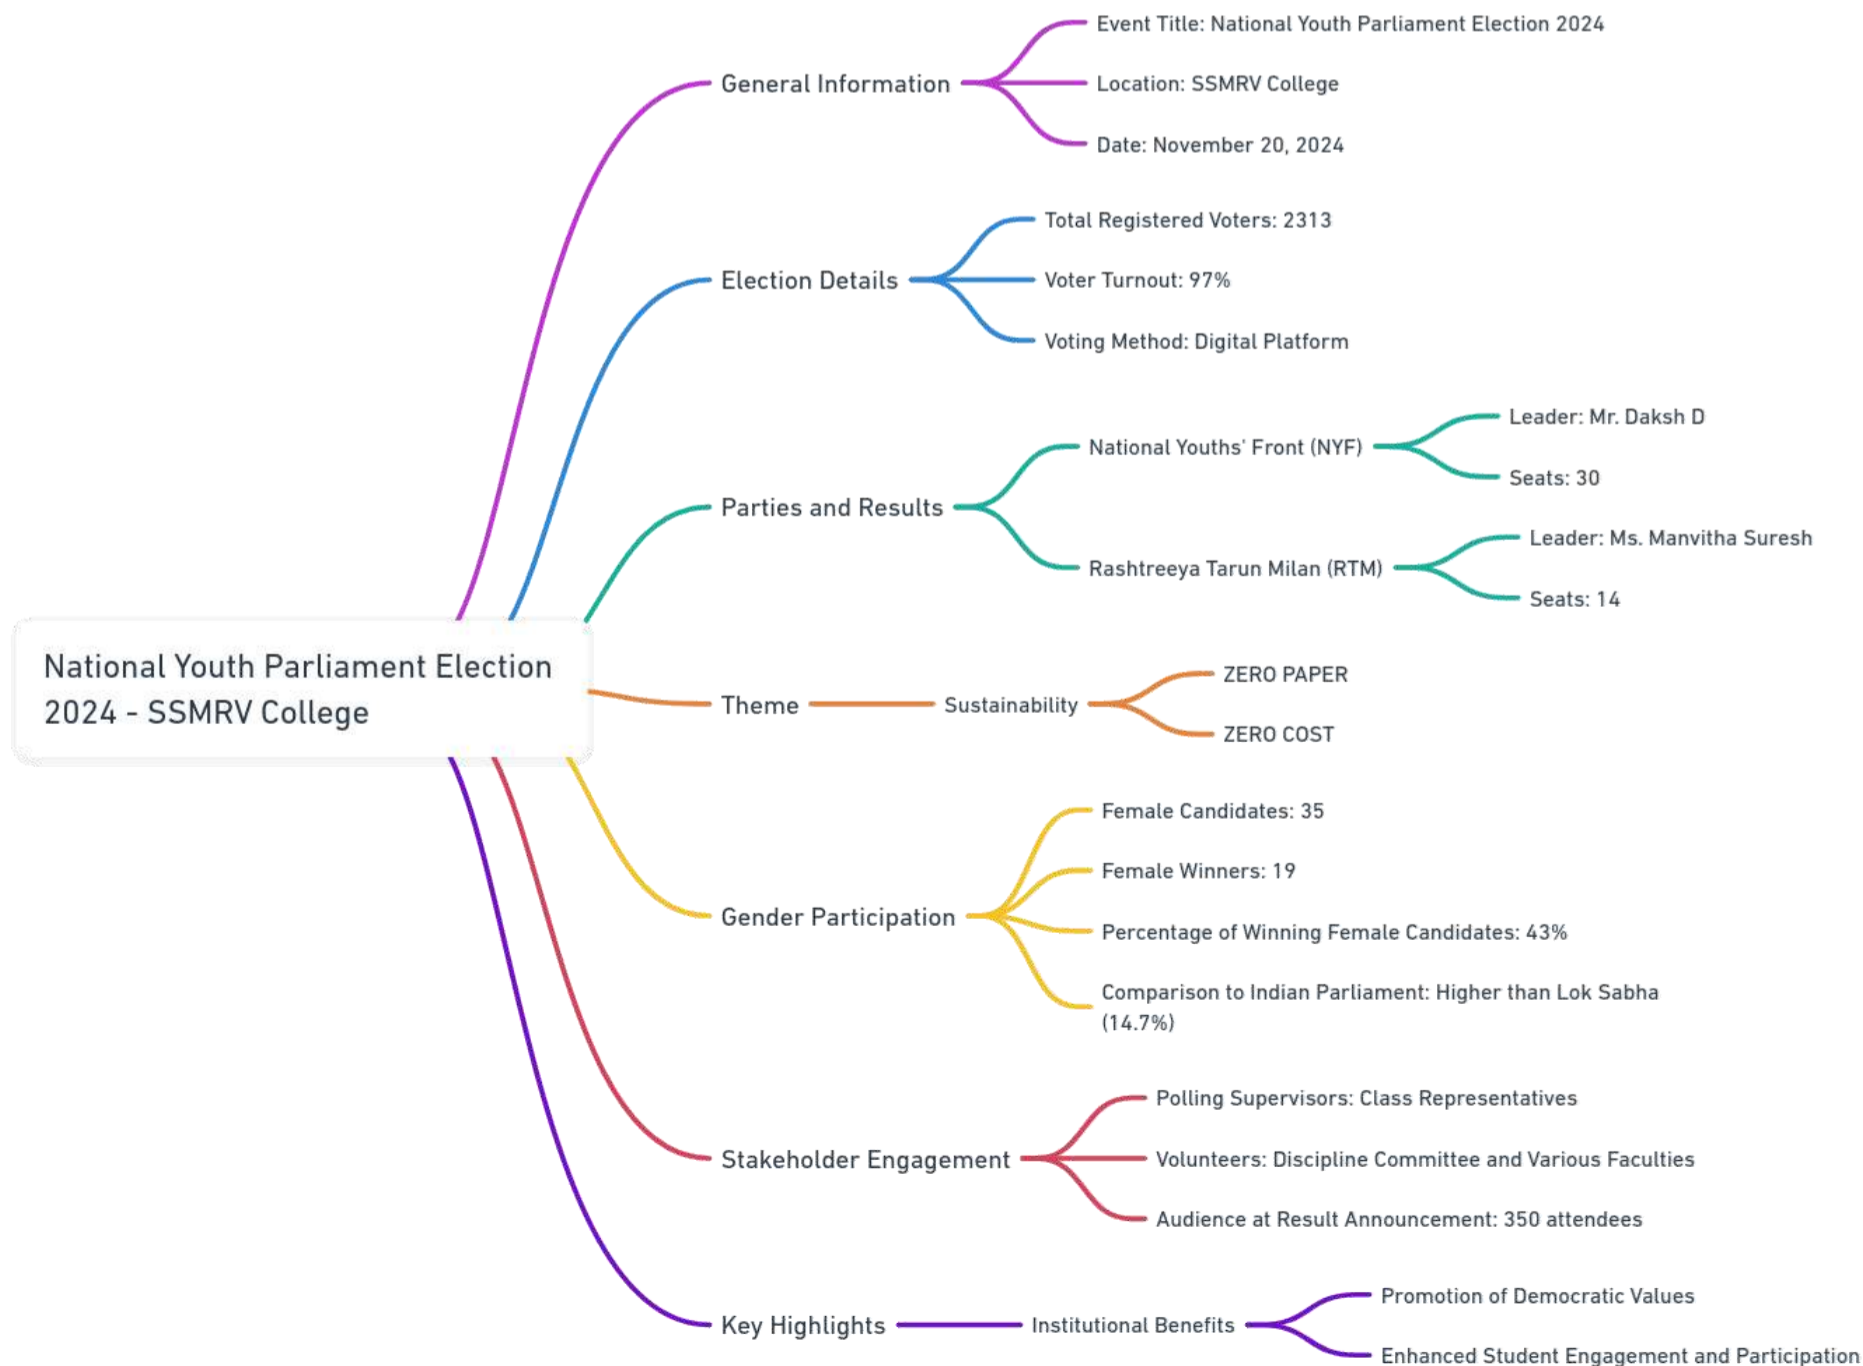 National Youth Parliament Election
2024 - SSMRV College
General Information
Event Title: National Youth Parliament Election 2024
Location: SSMRV College
Date: November 20, 2024
Election Details
Total Registered Voters: 2313
Voter Turnout: 97%
Voting Method: Digital Platform
Parties and Results
National Youths' Front (NYF)
Leader: Mr. Daksh D
Seats: 30
Rashtreeya Tarun Milan (RTM)
Leader: Ms. Manvitha Suresh
Seats: 14
Theme
Sustainability
ZERO PAPER
ZERO COST
Gender Participation
Female Candidates: 35
Female Winners: 19
Percentage of Winning Female Candidates: 43%
Comparison to Indian Parliament: Higher than Lok Sabha
(14.7%)
Stakeholder Engagement
Polling Supervisors: Class Representatives
Volunteers: Discipline Committee and Various Faculties
Audience at Result Announcement: 350 attendees
Key Highlights
Institutional Benefits
Promotion of Democratic Values
Enhanced Student Engagement and Participation